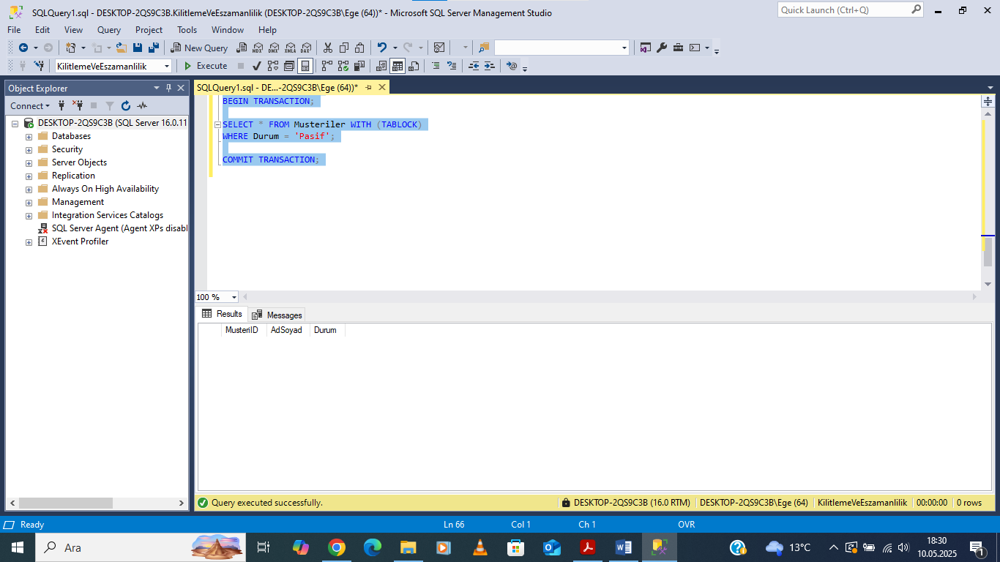 SQLQuery1.sql - DESKTOP-2QS9C3B.KilitlemeVeEszamanlilik (DESKTOP-2QS9C3B\Ege (64))* - Microsoft SQL Server Management Studio
Quick Launch (Ctrl+Q)
File Edit View Query Project Tools Window Help
New Query MDX DMX XMLA DAX
KilitlemeVeEszamanlilik Execute
Object Explorer
SQLQuery1.sql - DE...-2QS9C3B\Ege (64))*
Connect
DESKTOP-2QS9C3B (SQL Server 16.0.11
Databases
Security
Server Objects
Replication
Always On High Availability
Management
Integration Services Catalogs
SQL Server Agent (Agent XPs disabl
XEvent Profiler
BEGIN TRANSACTION;
SELECT * FROM Musteriler WITH (TABLOCK)
WHERE Durum = 'Pasif';
COMMIT TRANSACTION;
100 %
Results Messages
MusteriID AdSoyad Durum
Query executed successfully. DESKTOP-2QS9C3B (16.0 RTM) DESKTOP-2QS9C3B\Ege (64) KilitlemeVeEszamanlilik 00:00:00 0 rows
Ready Ln 66 Col 1 Ch 1 OVR
Ara
13°C
18:30
10.05.2025
1